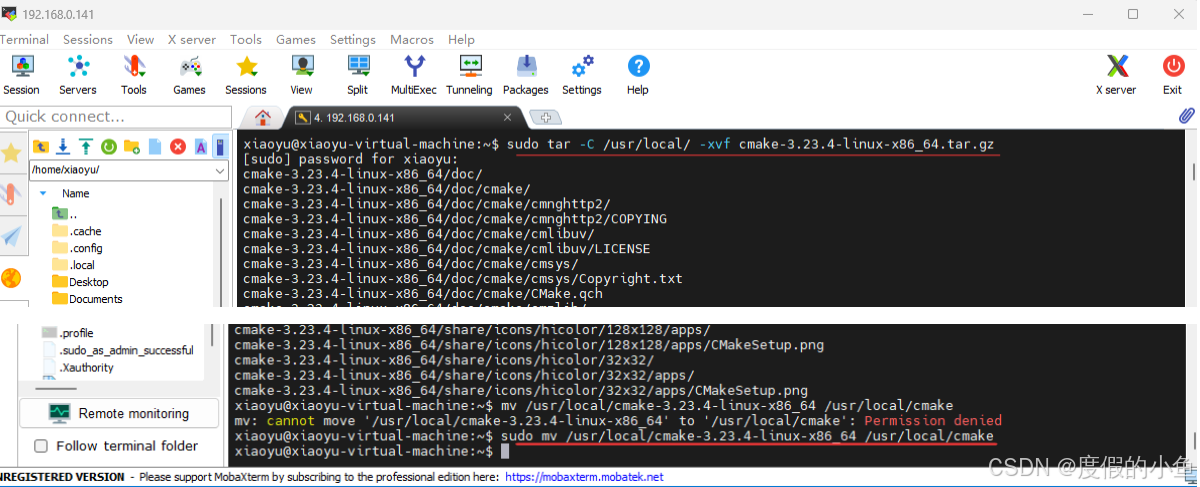 192.168.0.141
Terminal Sessions View X server Tools Games Settings Macros Help
Session Servers Tools Games Sessions View Split MultiExec Tunneling Packages Settings Help X server Exit
Quick connect...
4. 192.168.0.141
/home/xiaoyu/
Name
..
.cache
.config
.local
Desktop
Documents
xiaoyu@xiaoyu-virtual-machine:~$ sudo tar -C /usr/local/ -xvf cmake-3.23.4-linux-x86_64.tar.gz
[sudo] password for xiaoyu:
cmake-3.23.4-linux-x86_64/doc/
cmake-3.23.4-linux-x86_64/doc/cmake/
cmake-3.23.4-linux-x86_64/doc/cmake/cmnghttp2/
cmake-3.23.4-linux-x86_64/doc/cmake/cmnghttp2/COPYING
cmake-3.23.4-linux-x86_64/doc/cmake/cmlibuv/
cmake-3.23.4-linux-x86_64/doc/cmake/cmlibuv/LICENSE
cmake-3.23.4-linux-x86_64/doc/cmake/cmsys/
cmake-3.23.4-linux-x86_64/doc/cmake/cmsys/Copyright.txt
cmake-3.23.4-linux-x86_64/doc/cmake/CMake.qch
.profile
.sudo_as_admin_successful
.Xauthority
Remote monitoring
Follow terminal folder
cmake-3.23.4-linux-x86_64/share/icons/hicolor/128x128/apps/
cmake-3.23.4-linux-x86_64/share/icons/hicolor/128x128/apps/CMakeSetup.png
cmake-3.23.4-linux-x86_64/share/icons/hicolor/32x32/
cmake-3.23.4-linux-x86_64/share/icons/hicolor/32x32/apps/
cmake-3.23.4-linux-x86_64/share/icons/hicolor/32x32/apps/CMakeSetup.png
xiaoyu@xiaoyu-virtual-machine:~$ mv /usr/local/cmake-3.23.4-linux-x86_64 /usr/local/cmake
mv: cannot move '/usr/local/cmake-3.23.4-linux-x86_64' to '/usr/local/cmake': Permission denied
xiaoyu@xiaoyu-virtual-machine:~$ sudo mv /usr/local/cmake-3.23.4-linux-x86_64 /usr/local/cmake
xiaoyu@xiaoyu-virtual-machine:~$
NREGISTERED VERSION - Please support MobaXterm by subscribing to the professional edition here: https://mobaxterm.mobatek.net
CSDN @度假的小鱼